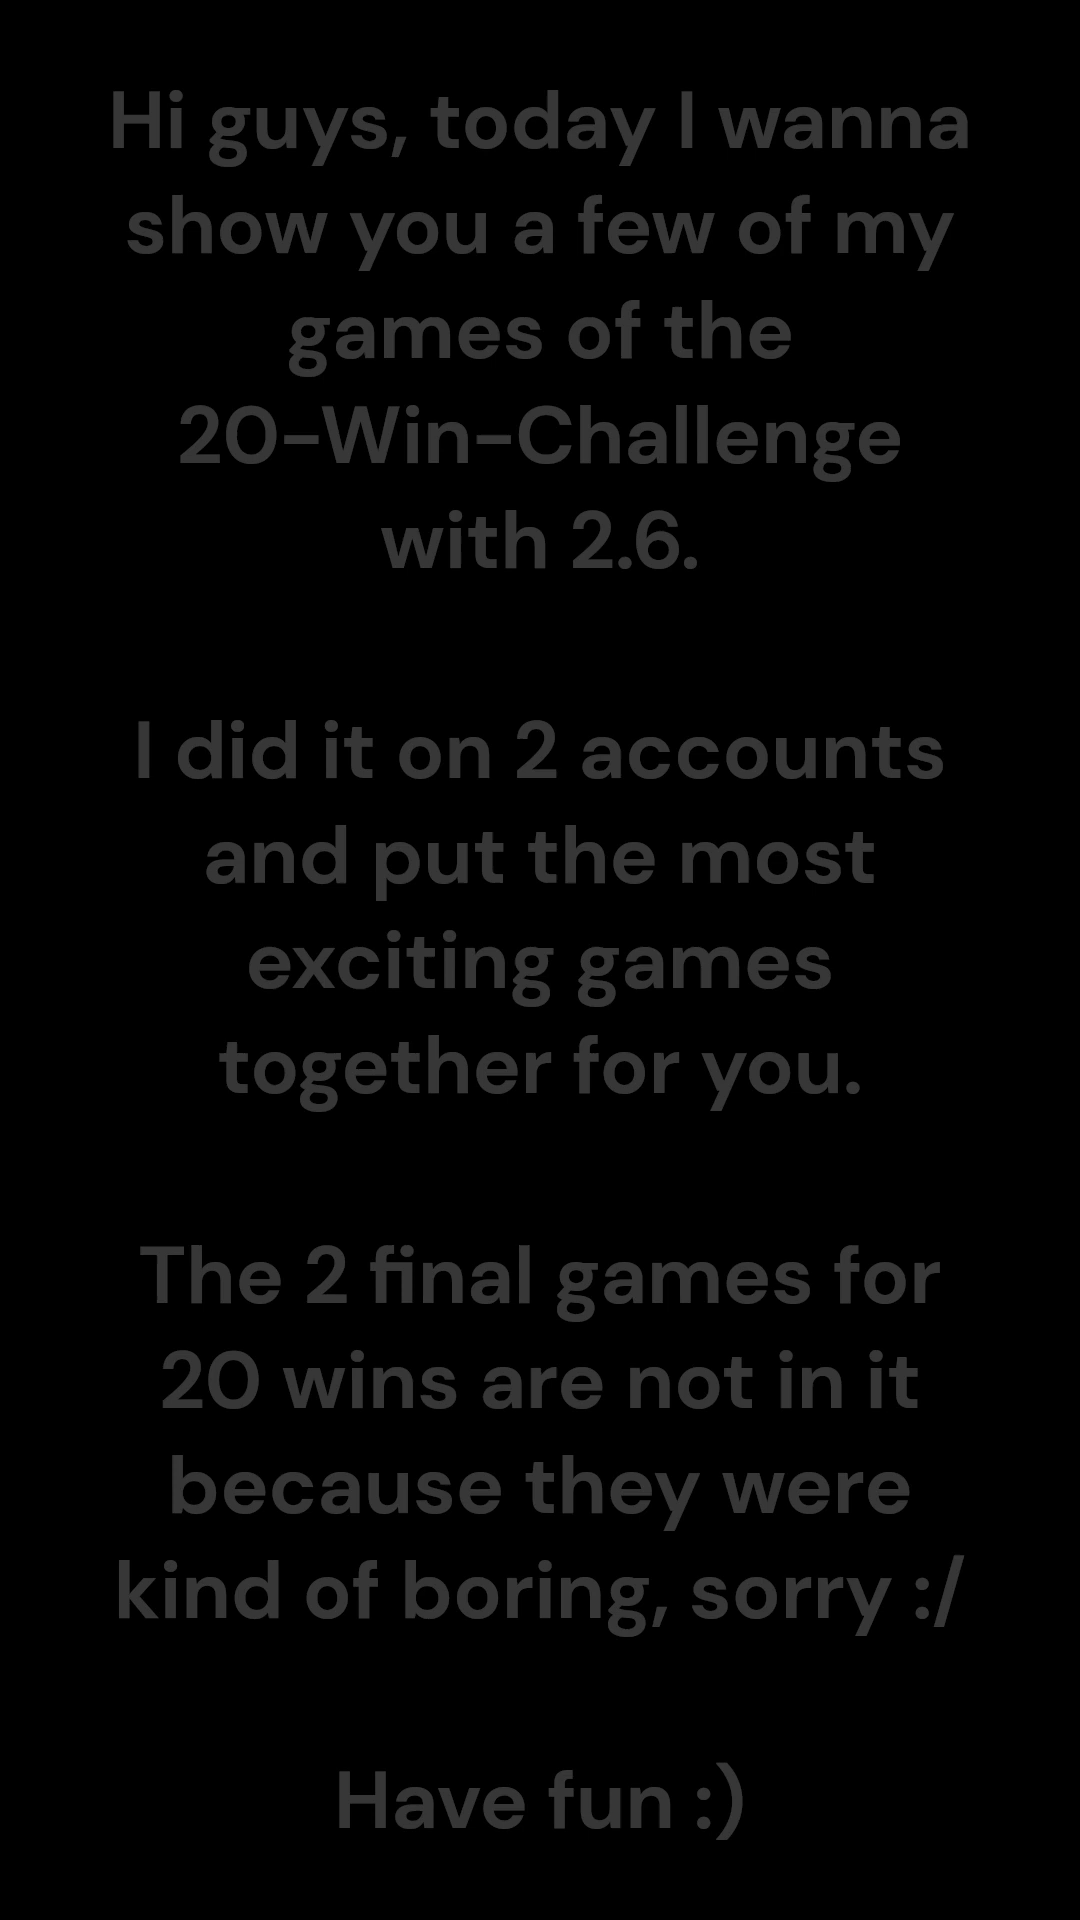 Hi guys, today I wanna
show you a few of my
games of the
20-Win-Challenge
with 2.6.
I did it on 2 accounts
and put the most
exciting games
together for you.
The 2 final games for
20 wins are not in it
because they were
kind of boring, sorry :/
Have fun :)